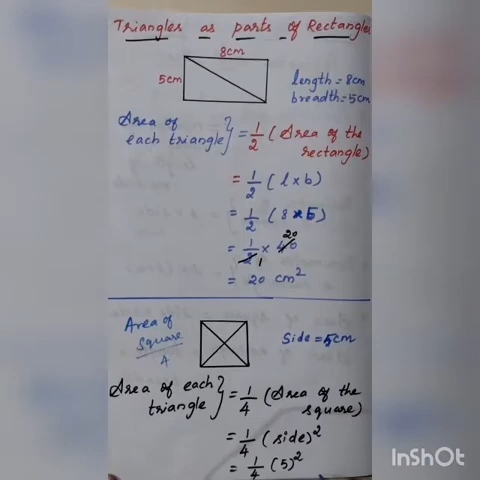 Triangles as parts of Rectangles
8cm
5cm
length = 8cm
breadth = 5cm
Area of each triangle } = 1/2 (Area of the rectangle)
= 1/2 (l x b)
= 1/2 (8 x 5)
= 1/2 x 40 20 1
= 20 cm²
Area of square / 4
Side = 5cm
Area of each triangle } = 1/4 (Area of the square)
= 1/4 (side)²
= 1/4 (5)²
InShOt